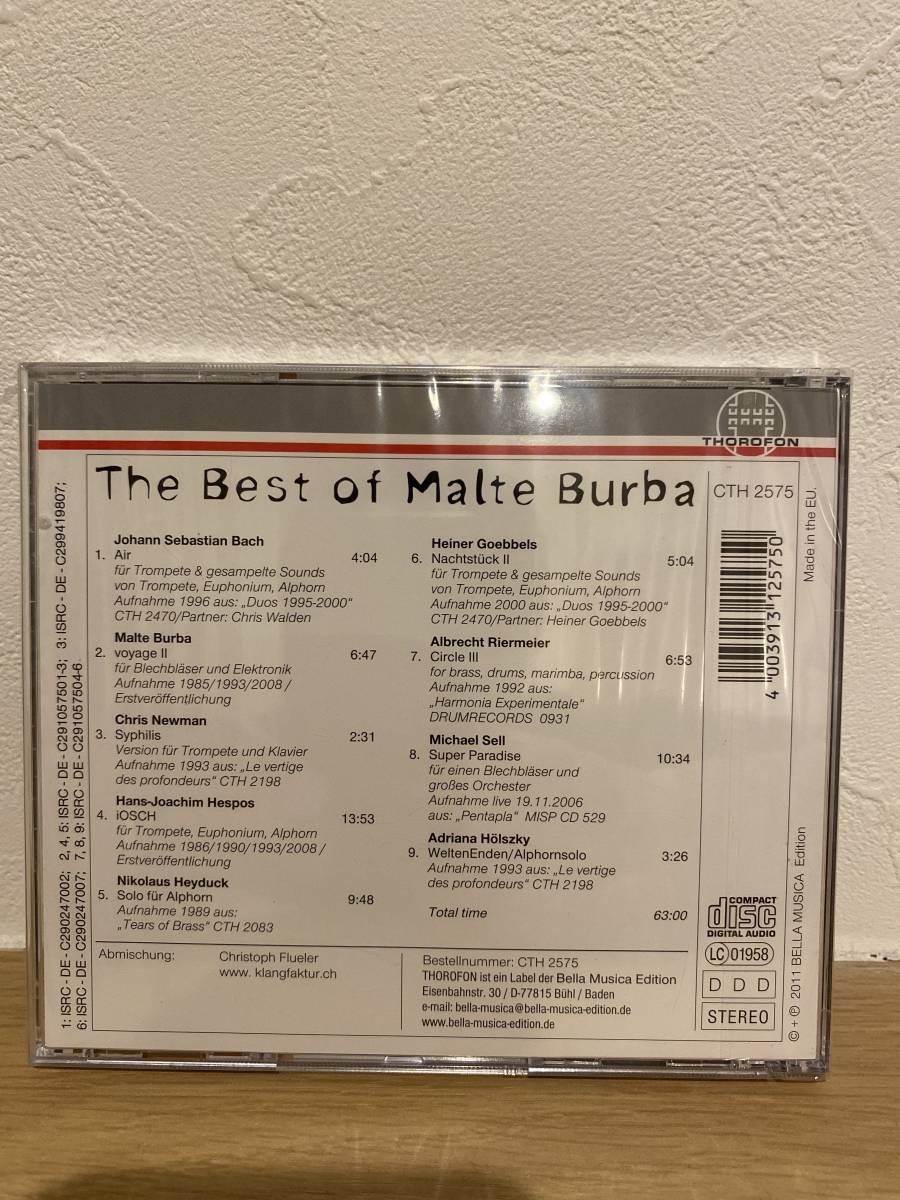 THOROFON
The Best of Malte Burba
CTH 2575
Johann Sebastian Bach
1. Air 4:04
für Trompete & gesampelte Sounds
von Trompete, Euphonium, Alphorn
Aufnahme 1996 aus: „Duos 1995-2000“
CTH 2470/Partner: Chris Walden
Malte Burba
2. voyage II 6:47
für Blechbläser und Elektronik
Aufnahme 1985/1993/2008 /
Erstveröffentlichung
Chris Newman
3. Syphilis 2:31
Version für Trompete und Klavier
Aufnahme 1993 aus: „Le vertige
des profondeurs“ CTH 2198
Hans-Joachim Hespos
4. iOSCH 13:53
für Trompete, Euphonium, Alphorn
Aufnahme 1986/1990/1993/2008 /
Erstveröffentlichung
Nikolaus Heyduck
5. Solo für Alphorn 9:48
Aufnahme 1989 aus:
„Tears of Brass“ CTH 2083
Heiner Goebbels
6. Nachtstück II 5:04
für Trompete & gesampelte Sounds
von Trompete, Euphonium, Alphorn
Aufnahme 2000 aus: „Duos 1995-2000“
CTH 2470/Partner: Heiner Goebbels
Albrecht Riermeier
7. Circle III 6:53
for brass, drums, marimba, percussion
Aufnahme 1992 aus:
„Harmonia Experimentale“
DRUMRECORDS 0931
Michael Sell
8. Super Paradise 10:34
für einen Blechbläser und
großes Orchester
Aufnahme live 19.11.2006
aus: „Pentapla“ MISP CD 529
Adriana Hölszky
9. WeltenEnden/Alphornsolo 3:26
Aufnahme 1993 aus: „Le vertige
des profondeurs“ CTH 2198
Total time 63:00
Abmischung: Christoph Flueler
www. klangfaktur.ch
Bestellnummer: CTH 2575
THOROFON ist ein Label der Bella Musica Edition
Eisenbahnstr. 30 / D-77815 Bühl / Baden
e-mail: bella-musica@bella-musica-edition.de
www.bella-musica-edition.de
1: ISRC - DE - C290247002; 2, 4, 5: ISRC - DE - C291057501-3; 3: ISRC - DE - C299419807;
6: ISRC - DE - C290247007; 7, 8, 9: ISRC - DE - C291057504-6
4 003913 125750
Made in the EU.
COMPACT
disc
DIGITAL AUDIO
LC 01958
D D D
STEREO
© + ℗ 2011 BELLA MUSICA Edition